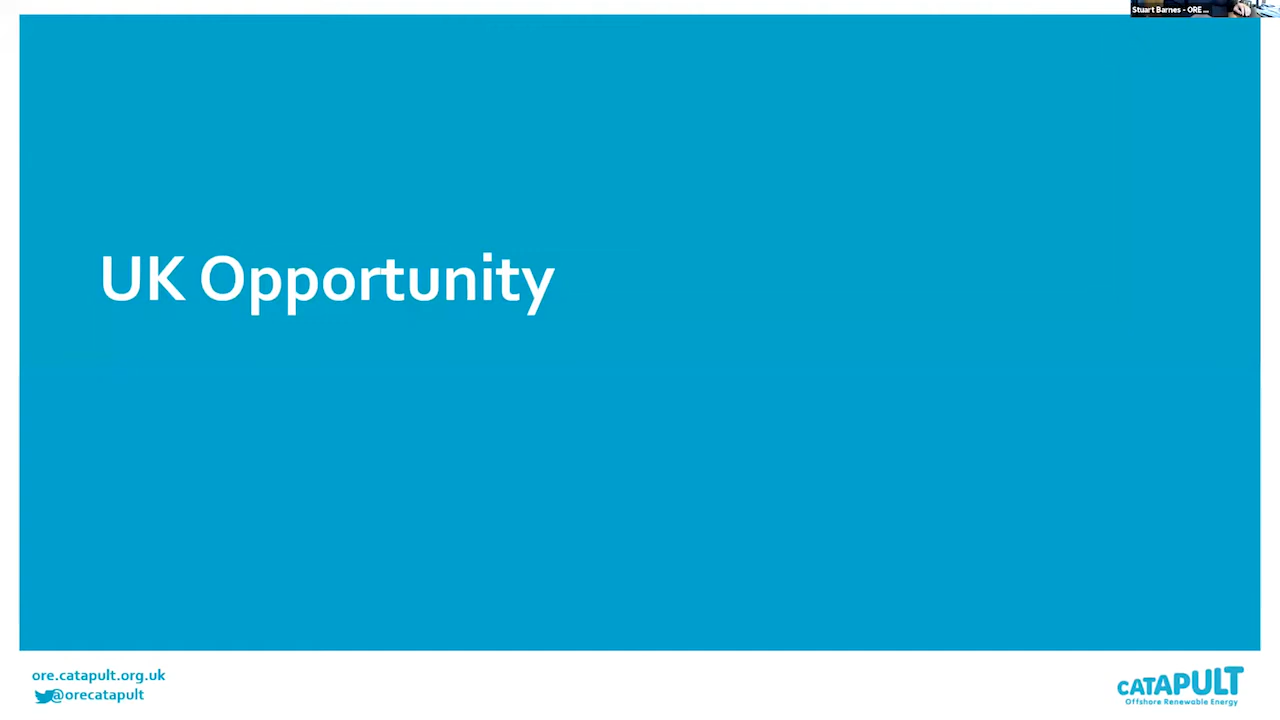 Stuart Barnes - ORE ...
UK Opportunity
ore.catapult.org.uk
@orecatapult
CATAPULT
Offshore Renewable Energy